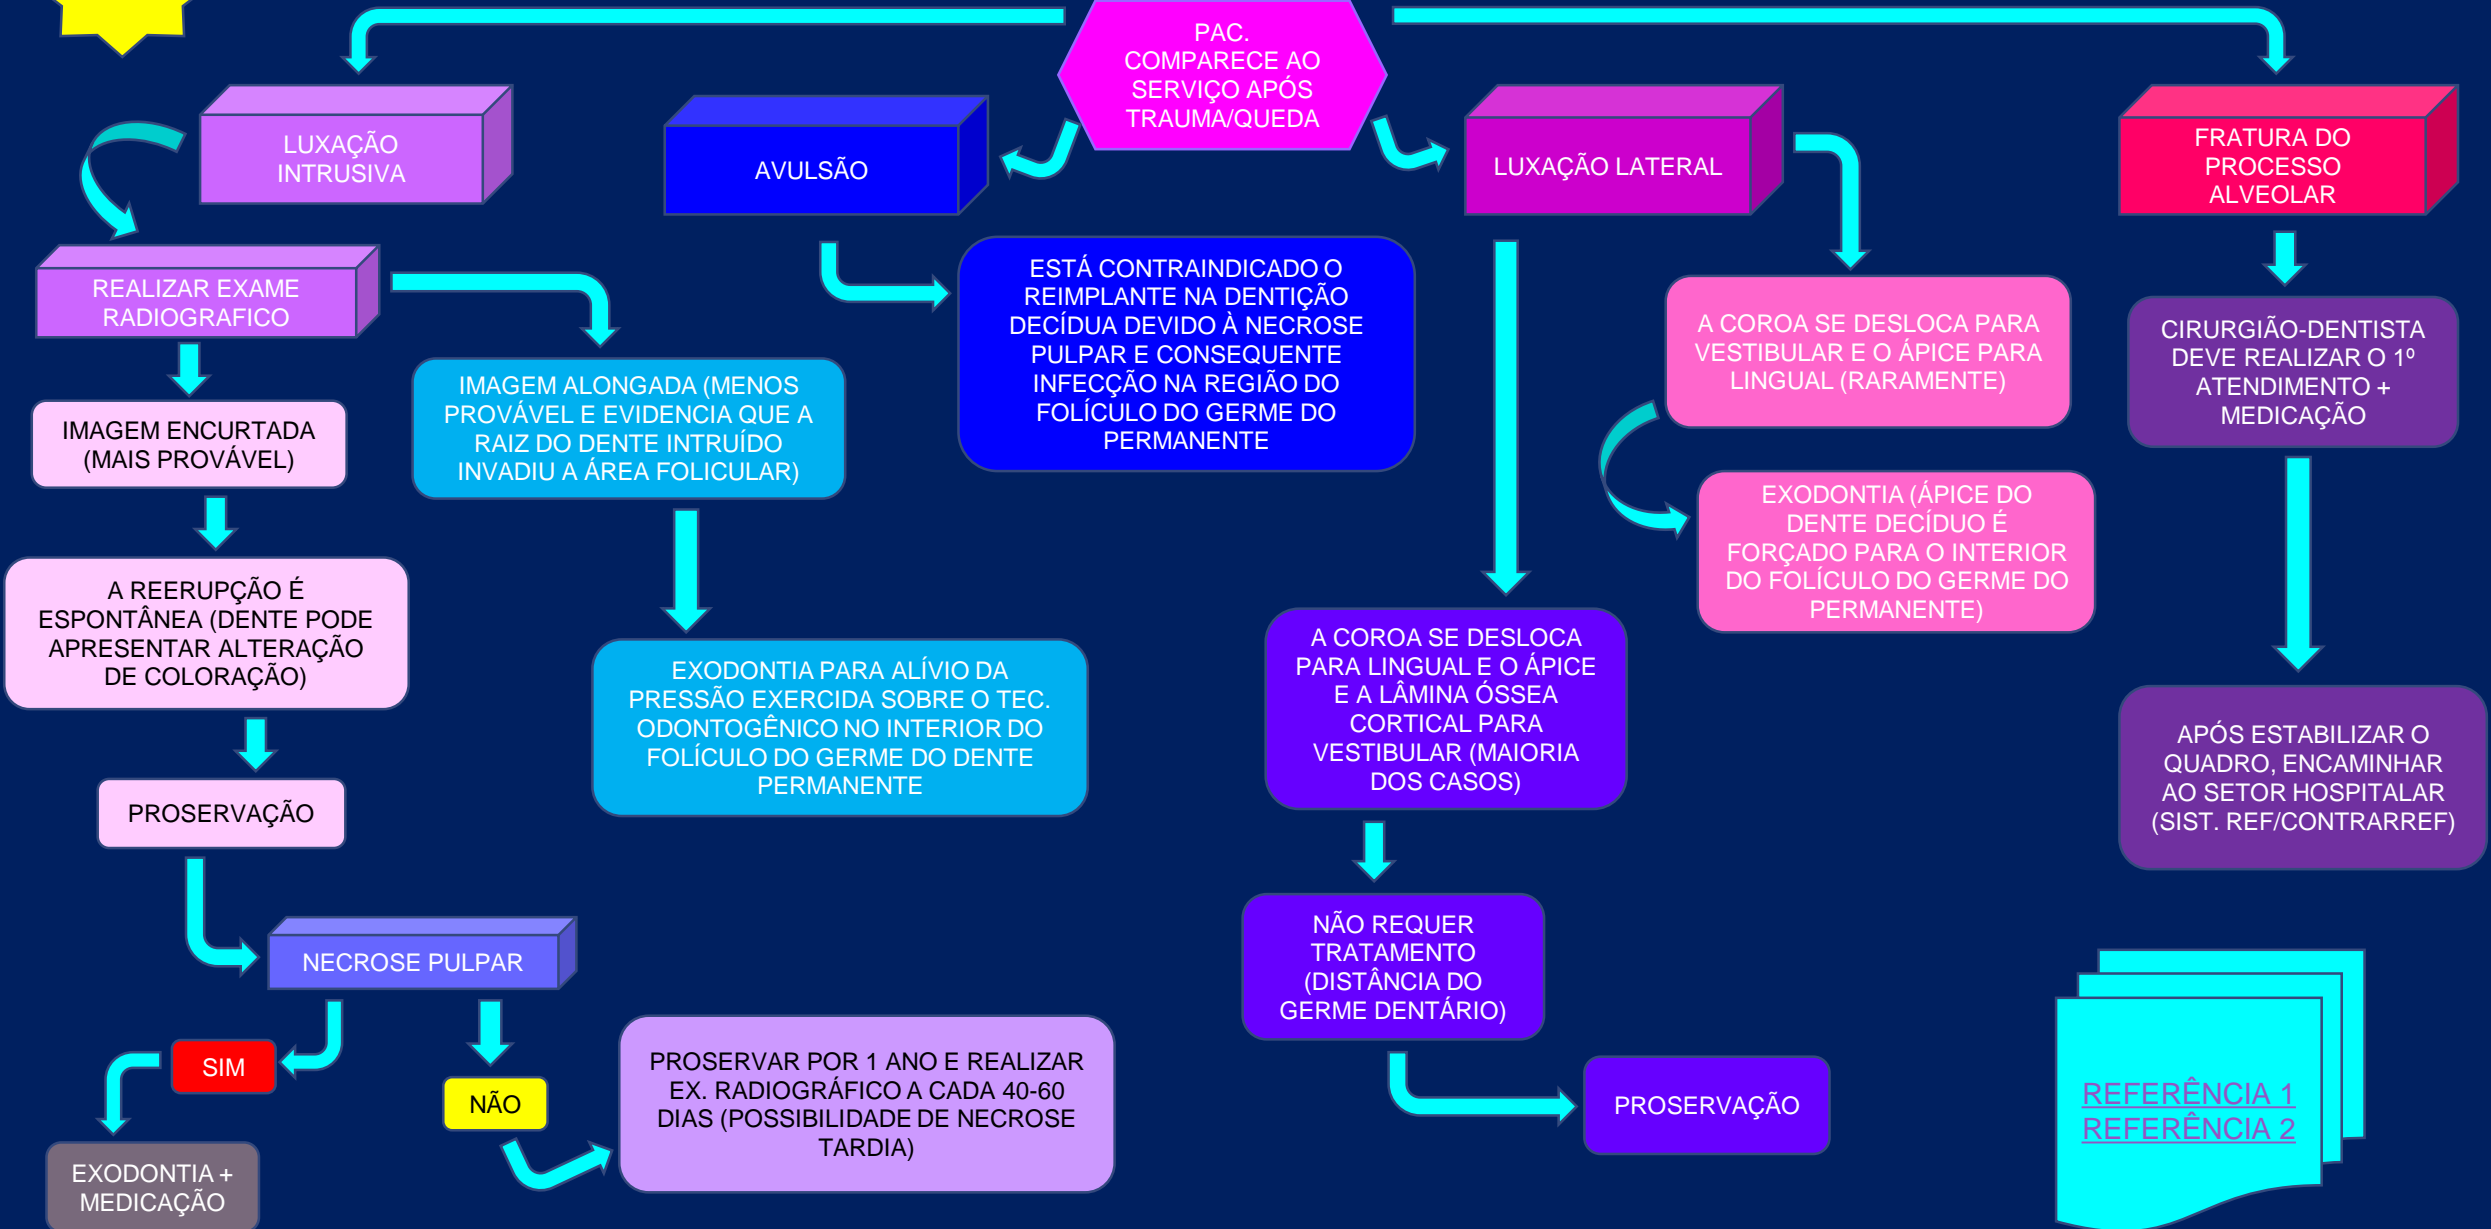 PAC.
COMPARECE AO
SERVIÇO APÓS
TRAUMA/QUEDA
LUXAÇÃO
INTRUSIVA
AVULSÃO
LUXAÇÃO LATERAL
FRATURA DO
PROCESSO
ALVEOLAR
REALIZAR EXAME
RADIOGRAFICO
ESTÁ CONTRAINDICADO O
REIMPLANTE NA DENTIÇÃO
DECÍDUA DEVIDO À NECROSE
PULPAR E CONSEQUENTE
INFECÇÃO NA REGIÃO DO
FOLÍCULO DO GERME DO
PERMANENTE
A COROA SE DESLOCA PARA
VESTIBULAR E O ÁPICE PARA
LINGUAL (RARAMENTE)
CIRURGIÃO-DENTISTA
DEVE REALIZAR O 1º
ATENDIMENTO +
MEDICAÇÃO
IMAGEM ENCURTADA
(MAIS PROVÁVEL)
IMAGEM ALONGADA (MENOS
PROVÁVEL E EVIDENCIA QUE A
RAIZ DO DENTE INTRUÍDO
INVADIU A ÁREA FOLICULAR)
EXODONTIA (ÁPICE DO
DENTE DECÍDUO É
FORÇADO PARA O INTERIOR
DO FOLÍCULO DO GERME DO
PERMANENTE)
A REERUPÇÃO É
ESPONTÂNEA (DENTE PODE
APRESENTAR ALTERAÇÃO
DE COLORAÇÃO)
EXODONTIA PARA ALÍVIO DA
PRESSÃO EXERCIDA SOBRE O TEC.
ODONTOGÊNICO NO INTERIOR DO
FOLÍCULO DO GERME DO DENTE
PERMANENTE
A COROA SE DESLOCA
PARA LINGUAL E O ÁPICE
E A LÂMINA ÓSSEA
CORTICAL PARA
VESTIBULAR (MAIORIA
DOS CASOS)
APÓS ESTABILIZAR O
QUADRO, ENCAMINHAR
AO SETOR HOSPITALAR
(SIST. REF/CONTRARREF)
PROSERVAÇÃO
NECROSE PULPAR
NÃO REQUER
TRATAMENTO
(DISTÂNCIA DO
GERME DENTÁRIO)
SIM
NÃO
PROSERVAR POR 1 ANO E REALIZAR
EX. RADIOGRÁFICO A CADA 40-60
DIAS (POSSIBILIDADE DE NECROSE
TARDIA)
PROSERVAÇÃO
REFERÊNCIA 1
REFERÊNCIA 2
EXODONTIA +
MEDICAÇÃO